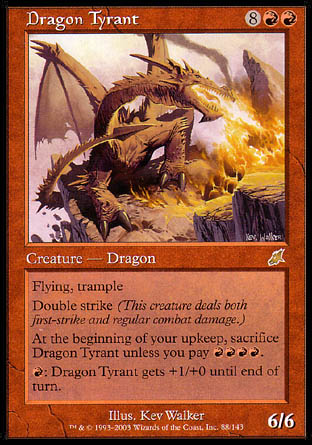 Dragon Tyrant 8
Kev Walker
Creature — Dragon
Flying, trample
Double strike (This creature deals both
first-strike and regular combat damage.)
At the beginning of your upkeep, sacrifice
Dragon Tyrant unless you pay
: Dragon Tyrant gets +1/+0 until end of
turn.
Illus. Kev Walker
™ & © 1993-2003 Wizards of the Coast, Inc. 88/143
6/6